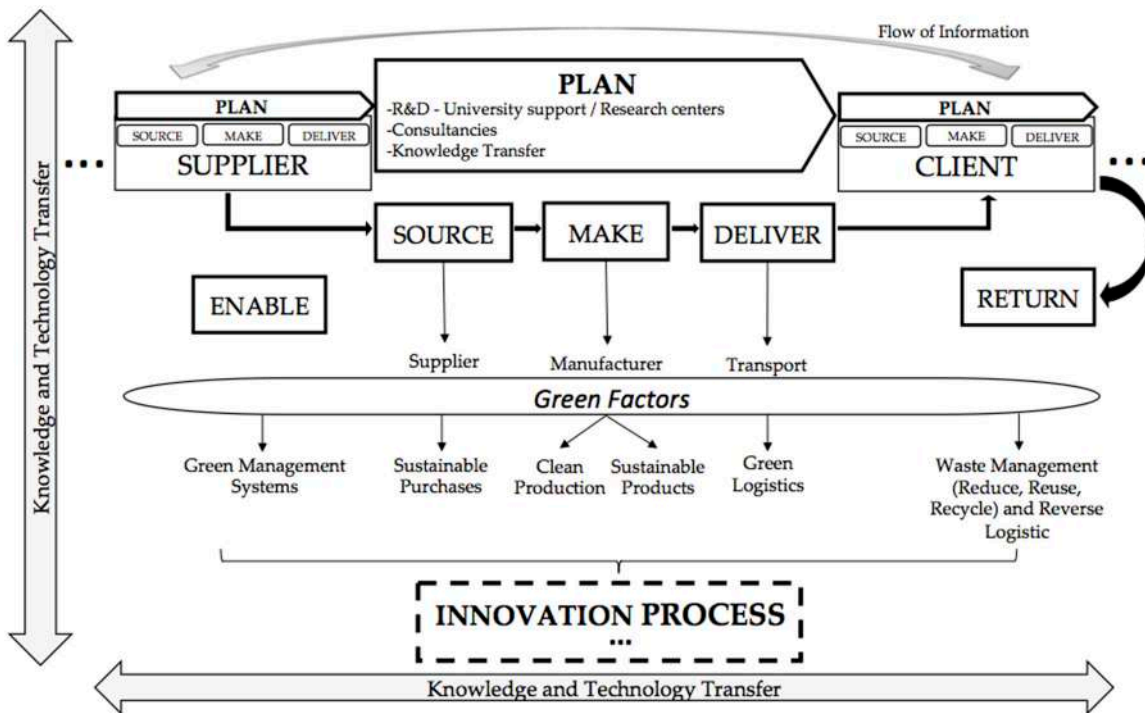 Flow of Information
PLAN
-R&D - University support / Research centers
-Consultancies
-Knowledge Transfer
PLAN
SOURCE MAKE DELIVER
SUPPLIER
...
PLAN
SOURCE MAKE DELIVER
CLIENT
...
SOURCE MAKE DELIVER
ENABLE
RETURN
Supplier Manufacturer Transport
Green Factors
Green Management
Systems
Sustainable
Purchases
Clean
Production
Sustainable
Products
Green
Logistics
Waste Management
(Reduce, Reuse,
Recycle) and Reverse
Logistic
INNOVATION PROCESS
...
Knowledge and Technology Transfer
Knowledge and Technology Transfer